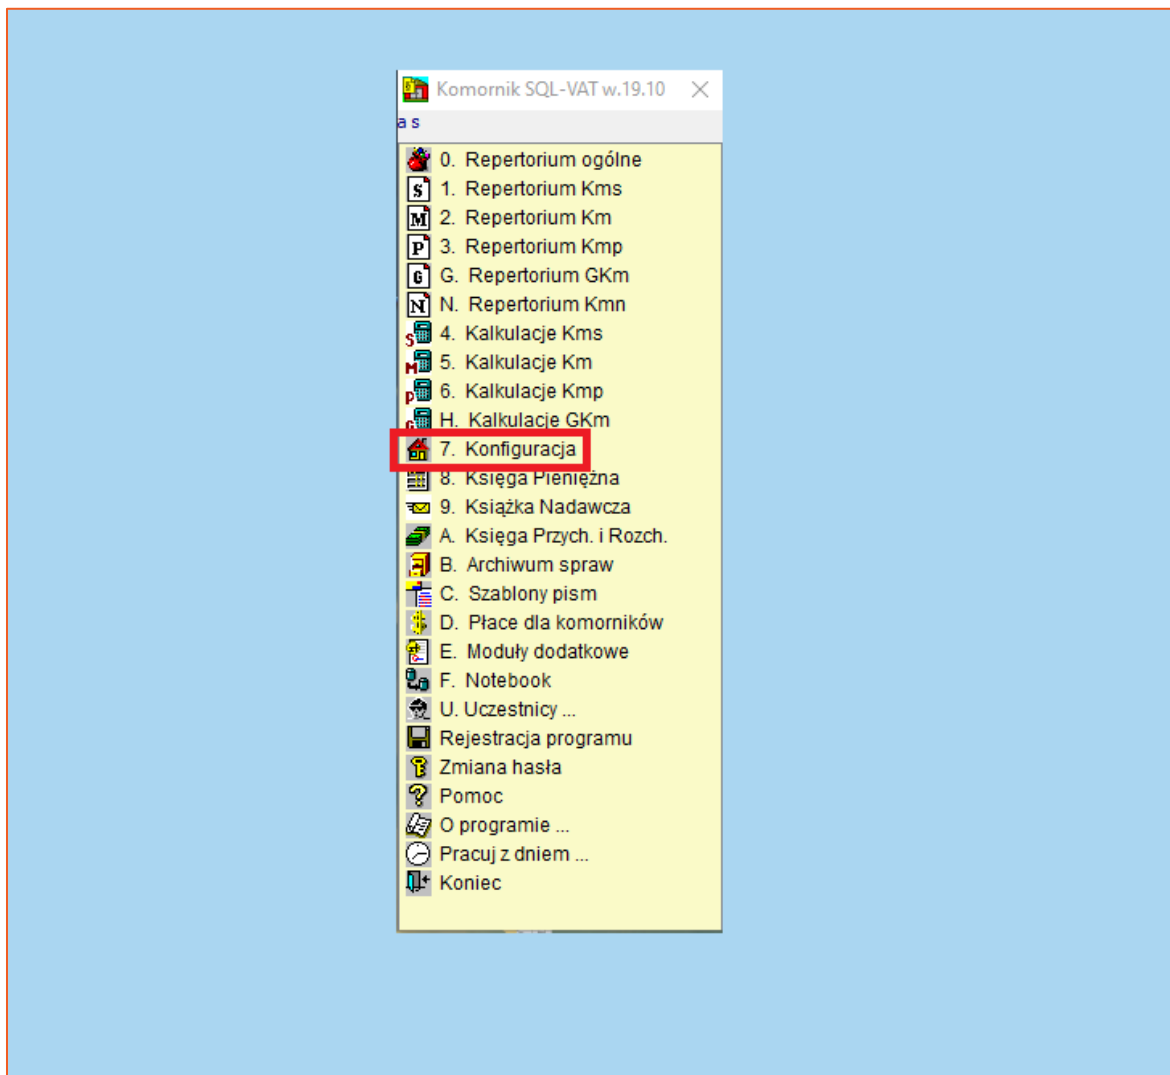 Komornik SQL-VAT w.19.10
a s
0. Repertorium ogólne
1. Repertorium Kms
2. Repertorium Km
3. Repertorium Kmp
G. Repertorium GKm
N. Repertorium Kmn
4. Kalkulacje Kms
5. Kalkulacje Km
6. Kalkulacje Kmp
H. Kalkulacje GKm
7. Konfiguracja
8. Księga Pieniężna
9. Książka Nadawcza
A. Księga Przych. i Rozch.
B. Archiwum spraw
C. Szablony pism
D. Płace dla komorników
E. Moduły dodatkowe
F. Notebook
U. Uczestnicy ...
Rejestracja programu
Zmiana hasła
Pomoc
O programie ...
Pracuj z dniem ...
Koniec